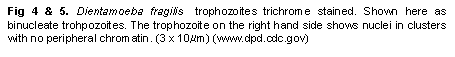 Fig 4 & 5. Dientamoeba fragilis trophozoites trichrome stained. Shown here as
binucleate trohpozoites. The trophozoite on the right hand side shows nuclei in clusters
with no peripheral chromatin. (3 x 10µm) (www.dpd.cdc.gov)